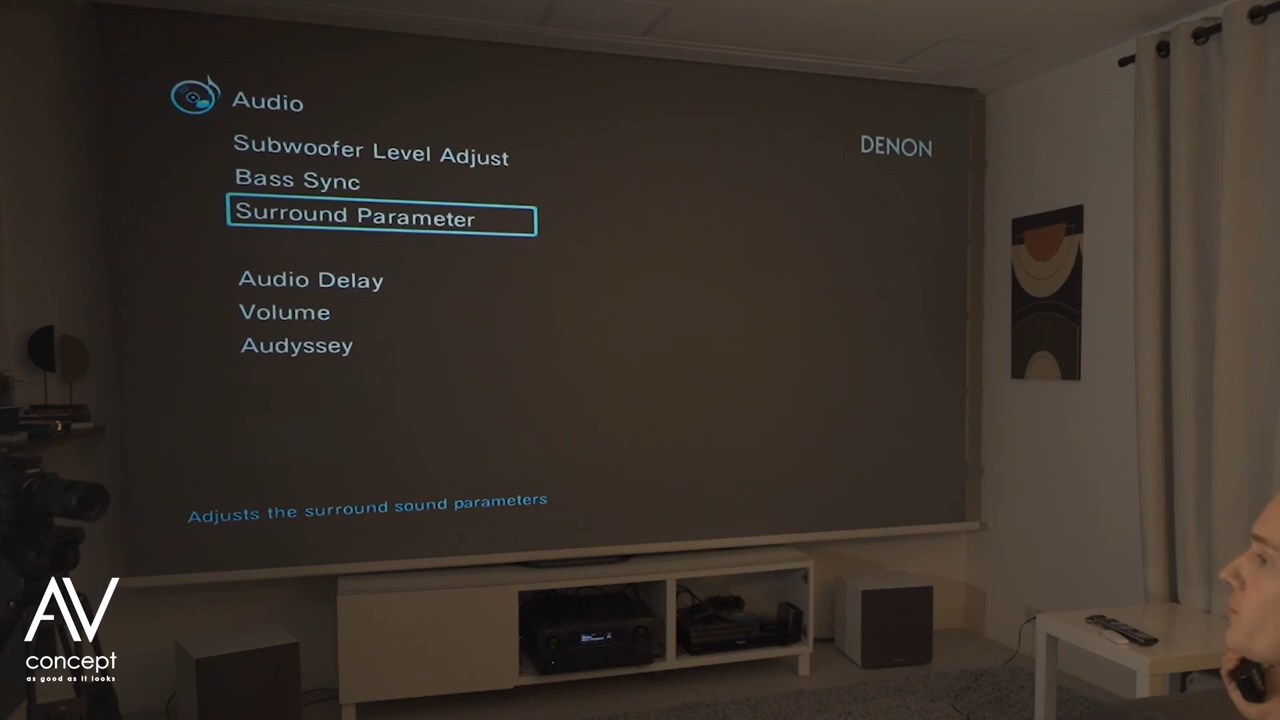 Audio
Subwoofer Level Adjust
DENON
Bass Sync
Surround Parameter
Audio Delay
Volume
Audyssey
Adjusts the surround sound parameters
AV
concept
as good as it looks